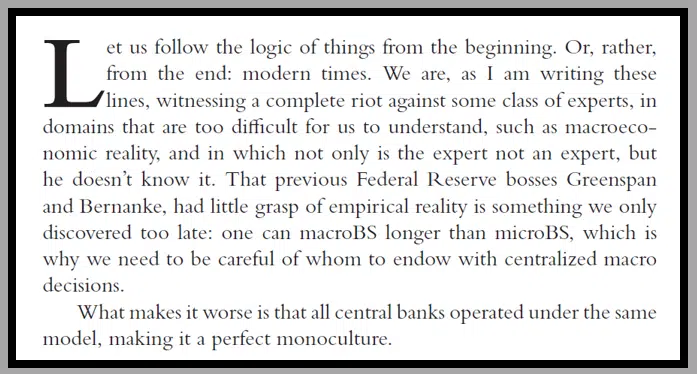 Let us follow the logic of things from the beginning. Or, rather,
from the end: modern times. We are, as I am writing these
lines, witnessing a complete riot against some class of experts, in
domains that are too difficult for us to understand, such as macroeco-
nomic reality, and in which not only is the expert not an expert, but
he doesn’t know it. That previous Federal Reserve bosses Greenspan
and Bernanke, had little grasp of empirical reality is something we only
discovered too late: one can macroBS longer than microBS, which is
why we need to be careful of whom to endow with centralized macro
decisions.
What makes it worse is that all central banks operated under the same
model, making it a perfect monoculture.